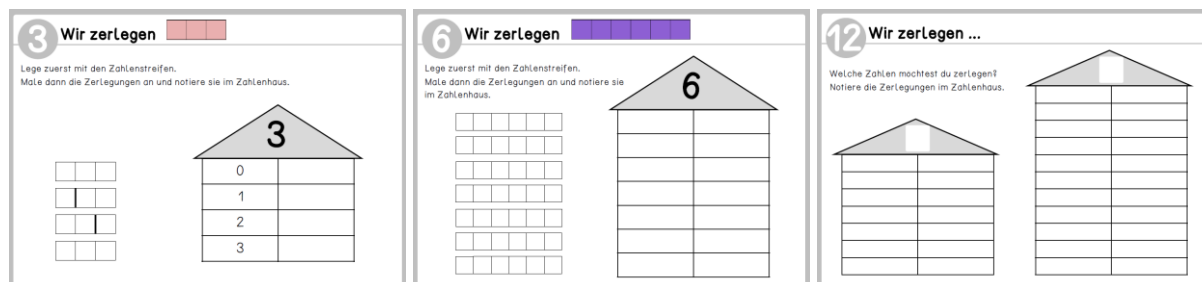 3 Wir zerlegen
Lege zuerst mit den Zahlenstreifen.
Male dann die Zerlegungen an und notiere sie im Zahlenhaus.
3
0
1
2
3
6 Wir zerlegen
Lege zuerst mit den Zahlenstreifen.
Male dann die Zerlegungen an und notiere sie
im Zahlenhaus.
6
12 Wir zerlegen ...
Welche Zahlen mochtest du zerlegen?
Notiere die Zerlegungen im Zahlenhaus.